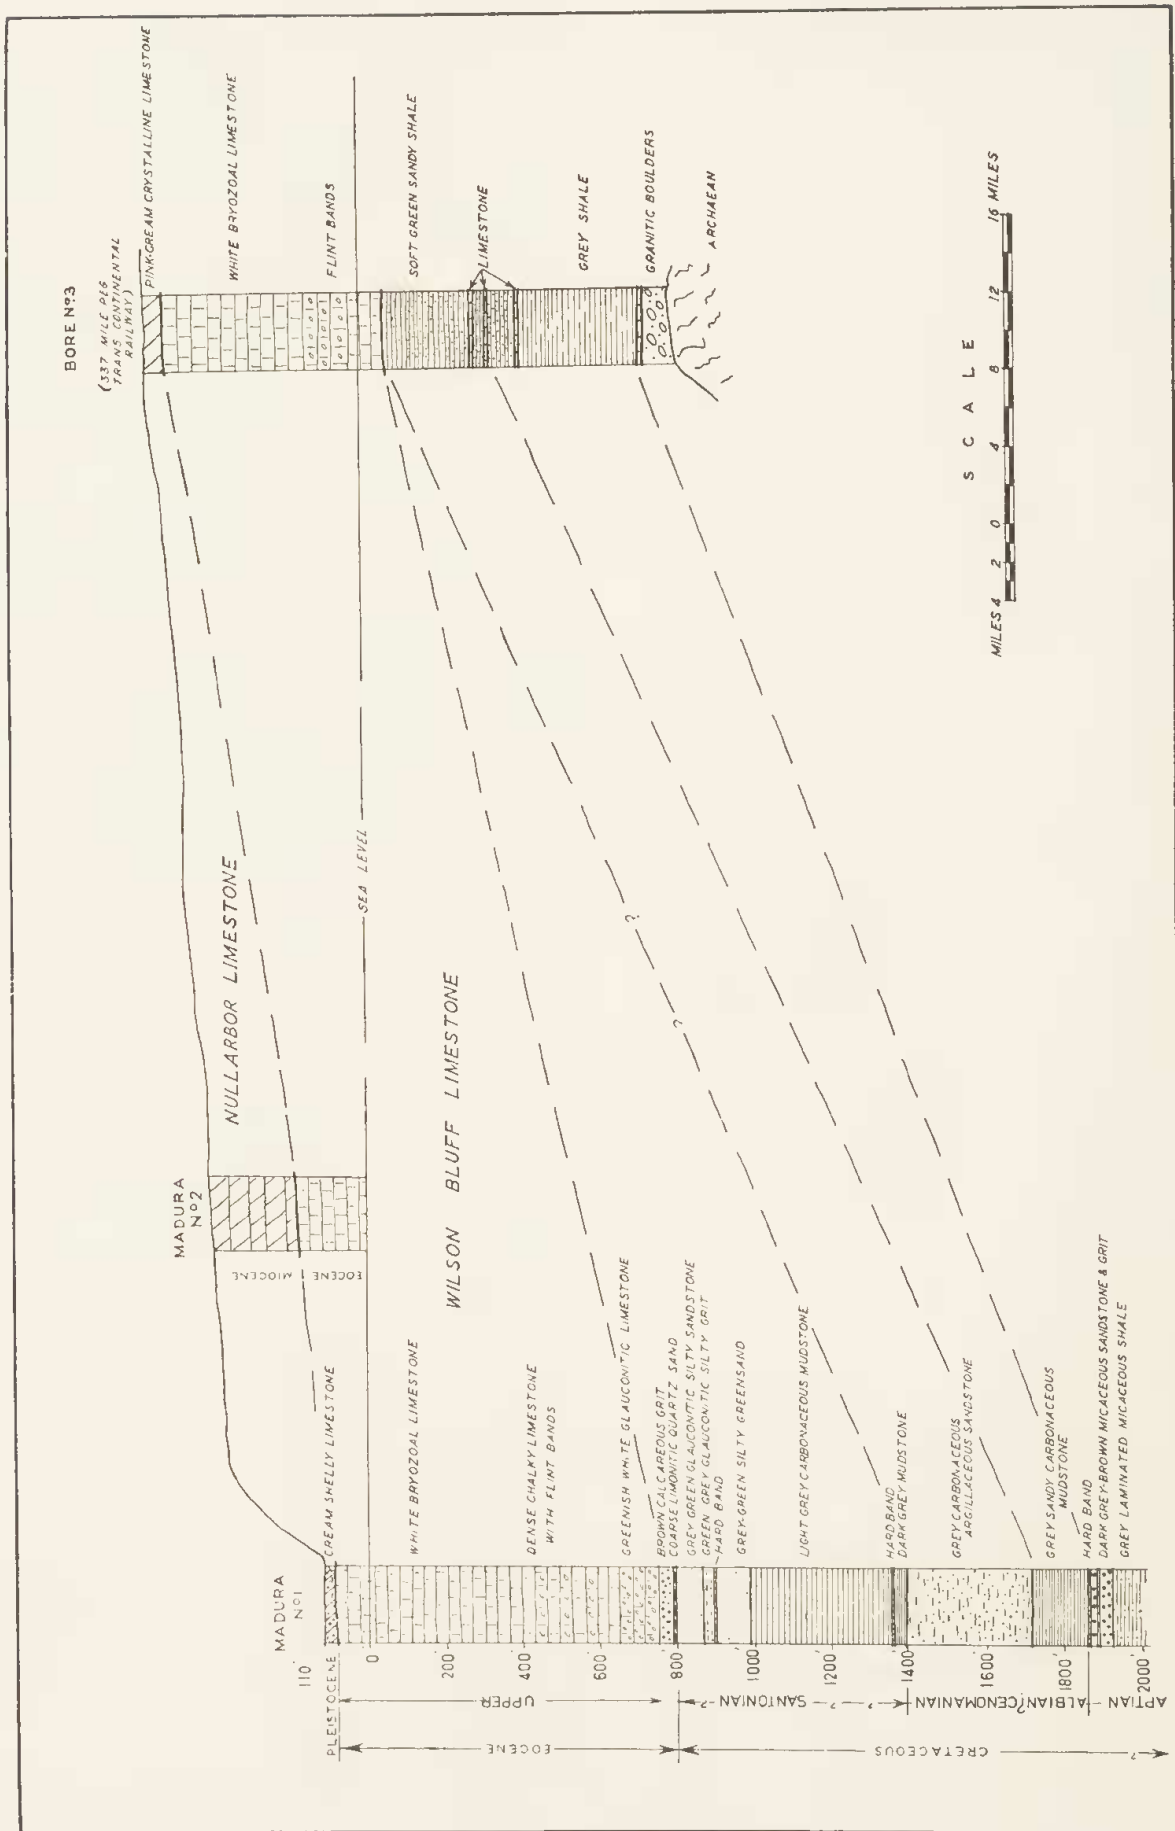 BORE Nº3
(337 MILE PEG
TRANS CONTINENTAL
RAILWAY)
PINK-CREAM CRYSTALLINE LIMESTONE
WHITE BRYOZOAL LIMESTONE
FLINT BANDS
SOFT GREEN SANDY SHALE
LIMESTONE
GREY SHALE
GRANITIC BOULDERS
ARCHAEAN
NULLARBOR LIMESTONE
SEA LEVEL
WILSON BLUFF LIMESTONE
?
?
MADURA
Nº2
MIOCENE
EOCENE
MADURA
Nº1
CREAM SHELLY LIMESTONE
WHITE BRYOZOAL LIMESTONE
DENSE CHALKY LIMESTONE
WITH FLINT BANDS
GREENISH WHITE GLAUCONITIC LIMESTONE
BROWN CALCAREOUS GRIT
COARSE LIMONITIC QUARTZ SAND
GREY GREEN GLAUCONITIC SILTY SANDSTONE
GREEN GREY GLAUCONITIC SILTY GRIT
HARD BAND
GREY-GREEN SILTY GREENSAND
LIGHT GREY CARBONACEOUS MUDSTONE
HARD BAND
DARK GREY MUDSTONE
GREY CARBONACEOUS
ARGILLACEOUS SANDSTONE
GREY SANDY CARBONACEOUS
MUDSTONE
HARD BAND
DARK GREY-BROWN MICACEOUS SANDSTONE & GRIT
GREY LAMINATED MICACEOUS SHALE
110'
0'
200'
400'
600'
800'
1000'
1200'
1400'
1600'
1800'
2000'
PLEISTOCENE
UPPER
EOCENE
? — ? — SANTONIAN-?
ALBIAN?CENOMANIAN
APTIAN
CRETACEOUS
?
SCALE
MILES 4 2 0 4 8 12 16 MILES